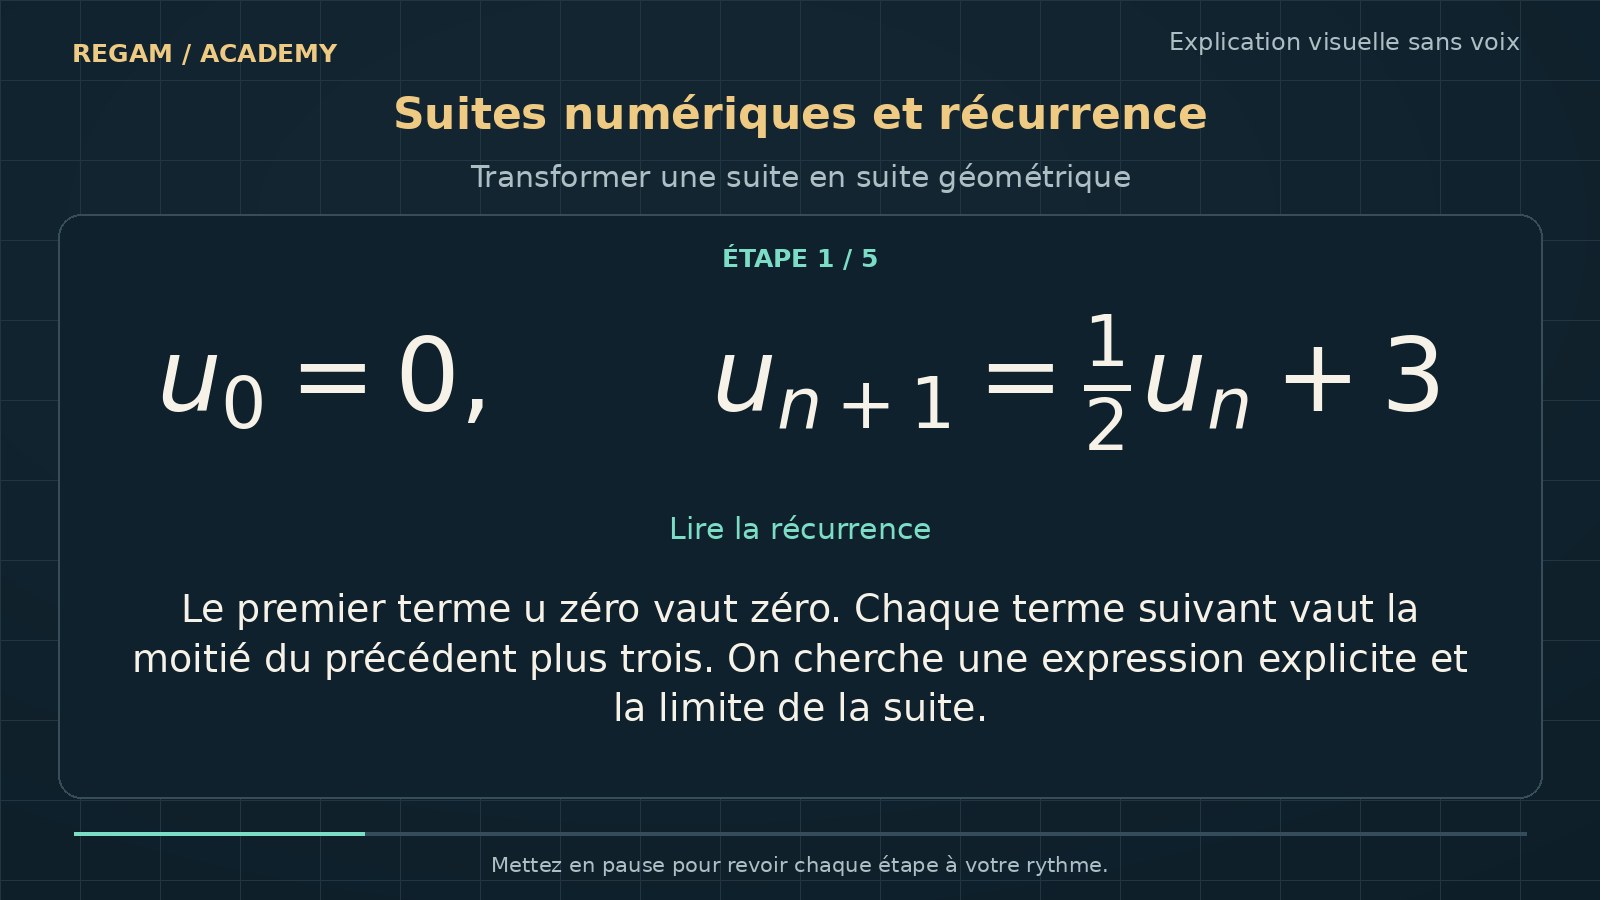 REGAM / ACADEMY
Explication visuelle sans voix
Suites numériques et récurrence
Transformer une suite en suite géométrique
ÉTAPE 1 / 5
u₀ = 0,  uₙ₊₁ = ½uₙ + 3
Lire la récurrence
Le premier terme u zéro vaut zéro. Chaque terme suivant vaut la
moitié du précédent plus trois. On cherche une expression explicite et
la limite de la suite.
Mettez en pause pour revoir chaque étape à votre rythme.